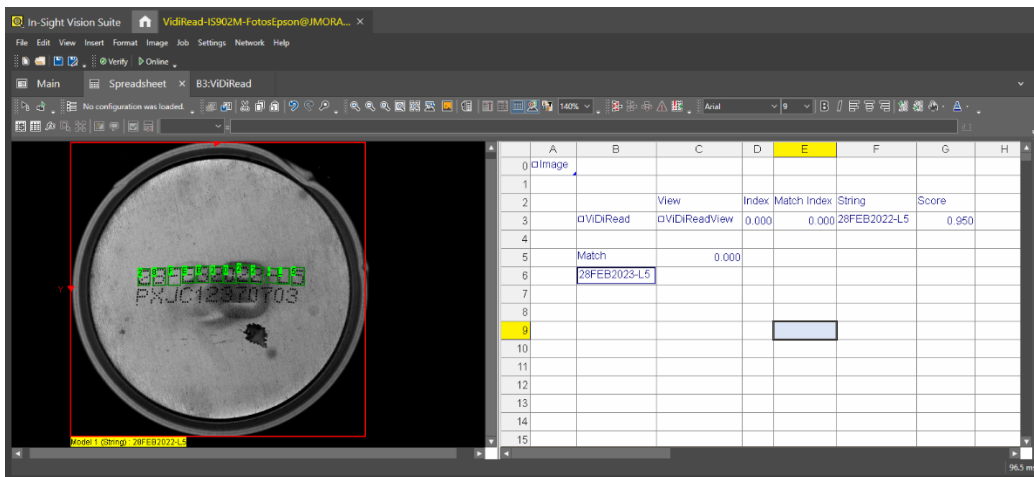 In-Sight Vision Suite
VidiRead-IS902M-FotosEpson@JMORA... ×
File Edit View Insert Format Image Job Settings Network Help
Verify Online
Main Spreadsheet × B3:ViDiRead
No configuration was loaded. 140% Arial 9 B I A
=
A B C D E F G H
0 Image
1
2 View Index Match Index String Score
3 ViDiRead ViDiReadView 0.000 0.000 28FEB2022-L5 0.950
4
5 Match 0.000
6 28FEB2023-L5
7
8
9
10
11
12
13
14
15
PXJC12370703
Y
Model 1 (String) : 28FEB2022-L5
96.5 ms